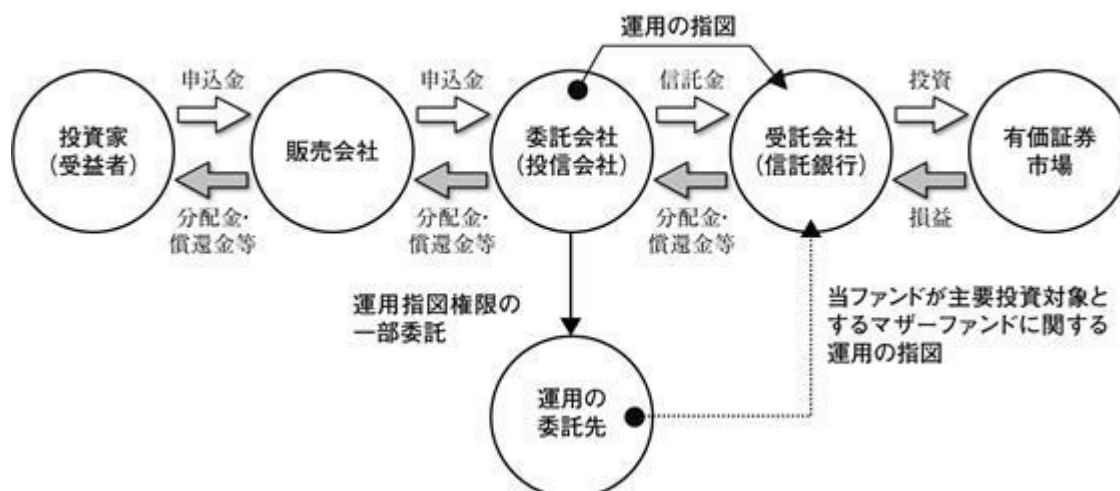 運用の指図
申込金
申込金
信託金
投資
投資家
(受益者)
販売会社
委託会社
(投信会社)
受託会社
(信託銀行)
有価証券
市場
分配金・
償還金等
分配金・
償還金等
分配金・
償還金等
損益
運用指図権限の
一部委託
当ファンドが主要投資対象と
するマザーファンドに関する
運用の指図
運用の
委託先